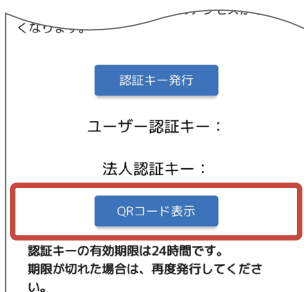 くなります。
認証キー発行
ユーザー認証キー：
法人認証キー：
QRコード表示
認証キーの有効期限は24時間です。
期限が切れた場合は、再度発行してくださ
い。